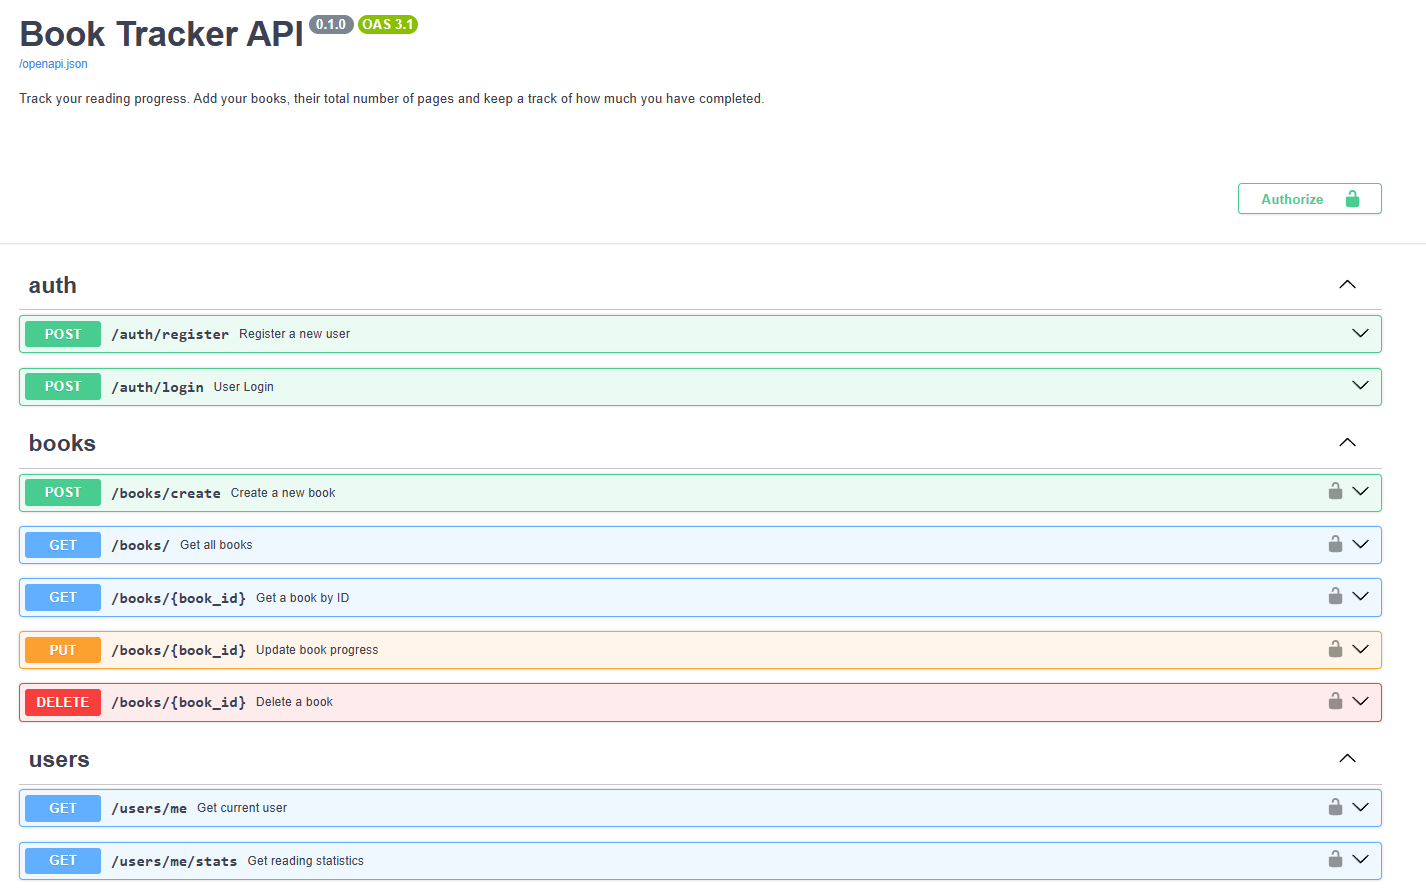 Book Tracker API 0.1.0 OAS 3.1
/openapi.json
Track your reading progress. Add your books, their total number of pages and keep a track of how much you have completed.
Authorize
auth
POST /auth/register Register a new user
POST /auth/login User Login
books
POST /books/create Create a new book
GET /books/ Get all books
GET /books/{book_id} Get a book by ID
PUT /books/{book_id} Update book progress
DELETE /books/{book_id} Delete a book
users
GET /users/me Get current user
GET /users/me/stats Get reading statistics